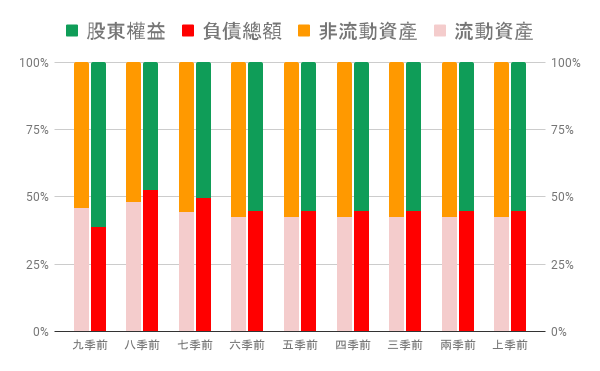 股東權益 負債總額 非流動資產 流動資產
100% 100%
75% 75%
50% 50%
25% 25%
0% 0%
九季前 八季前 七季前 六季前 五季前 四季前 三季前 兩季前 上季前